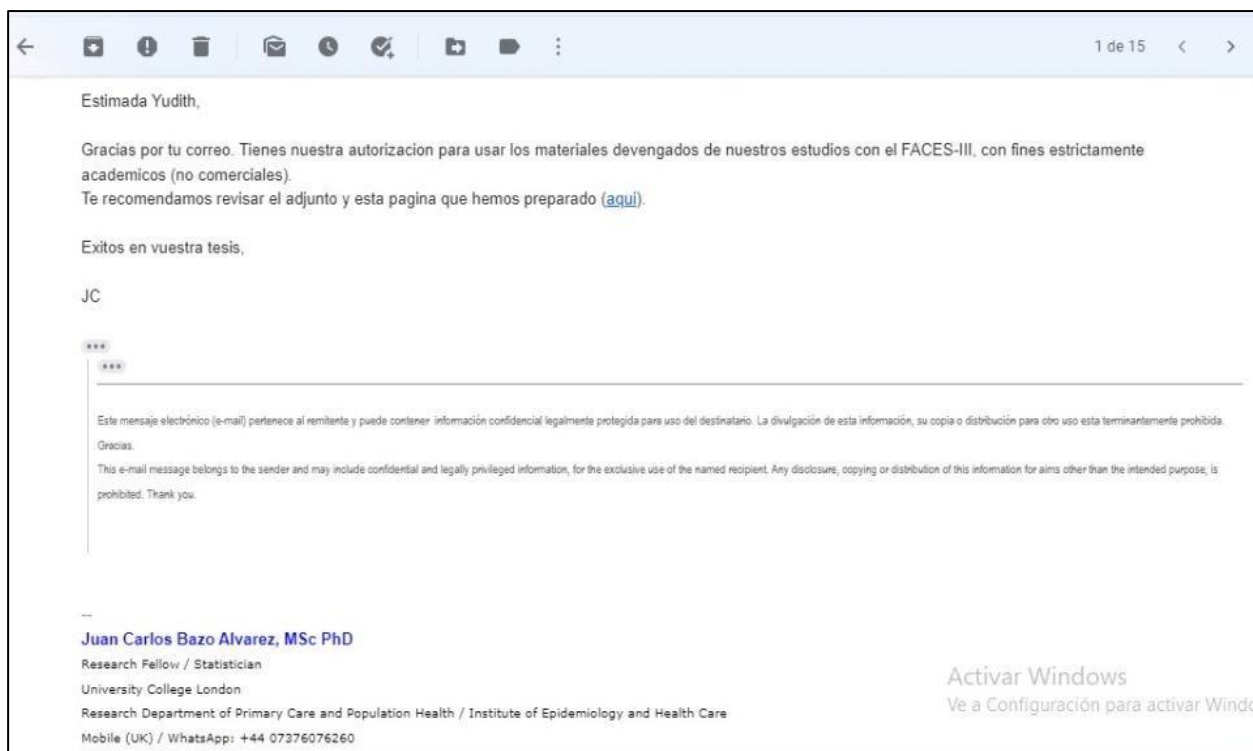 1 de 15
Estimada Yudith,
Gracias por tu correo. Tienes nuestra autorizacion para usar los materiales devengados de nuestros estudios con el FACES-III, con fines estrictamente
academicos (no comerciales).
Te recomendamos revisar el adjunto y esta pagina que hemos preparado (aqui).
Exitos en vuestra tesis,
JC
Este mensaje electrónico (e-mail) pertenece al remitente y puede contener información confidencial legalmente protegida para uso del destinatario. La divulgación de esta información, su copia o distribución para otro uso esta terminantemente prohibida.
Gracias.
This e-mail message belongs to the sender and may include confidential and legally privileged information, for the exclusive use of the named recipient. Any disclosure, copying or distribution of this information for aims other than the intended purpose, is
prohibited. Thank you.
--
Juan Carlos Bazo Alvarez, MSc PhD
Research Fellow / Statistician
University College London
Research Department of Primary Care and Population Health / Institute of Epidemiology and Health Care
Mobile (UK) / WhatsApp: +44 07376076260
Activar Windows
Ve a Configuración para activar Windo